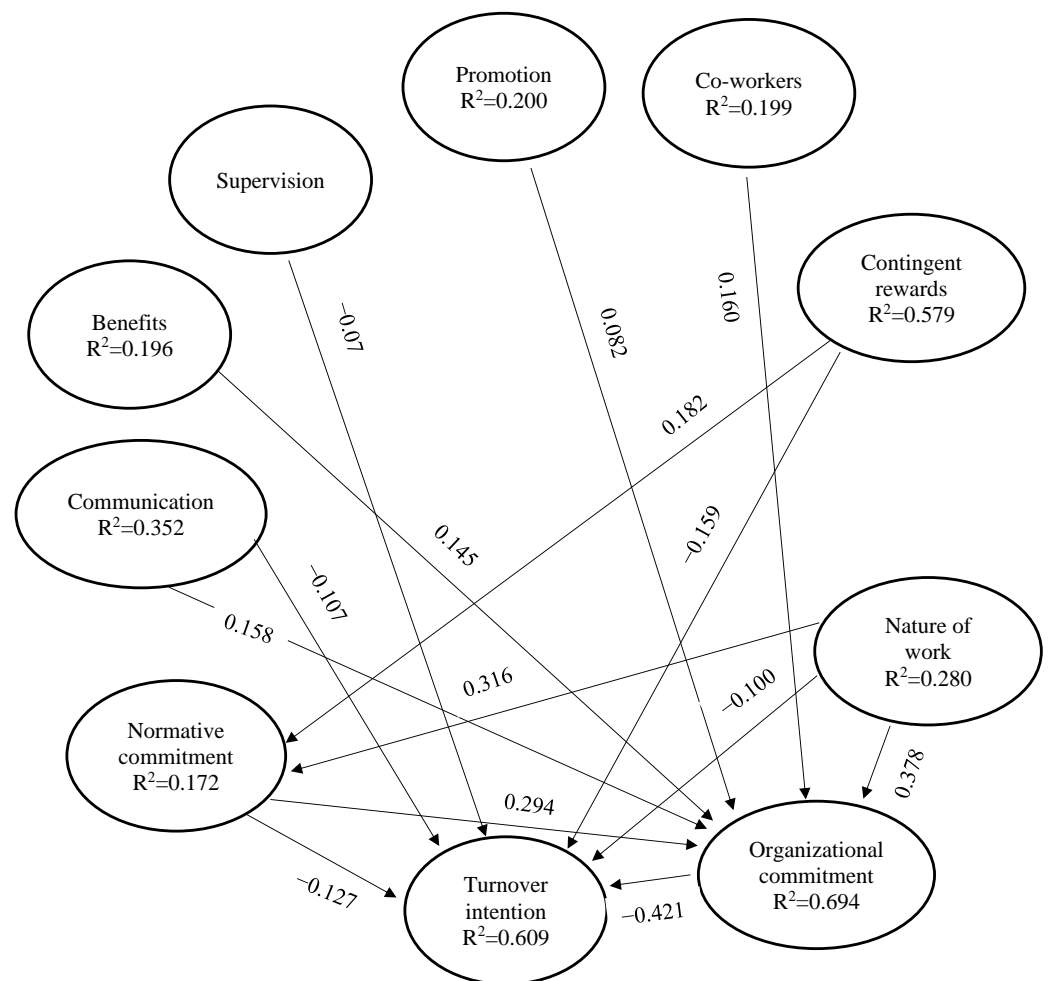 Promotion
R²=0.200
Co-workers
R²=0.199
Supervision
Contingent
rewards
R²=0.579
Benefits
R²=0.196
−0.07
0.082
0.160
0.182
Communication
R²=0.352
0.145
−0.159
−0.107
0.158
Nature of
work
R²=0.280
0.316
−0.100
Normative
commitment
R²=0.172
0.378
0.294
Organizational
commitment
R²=0.694
−0.127
Turnover
intention
R²=0.609
−0.421